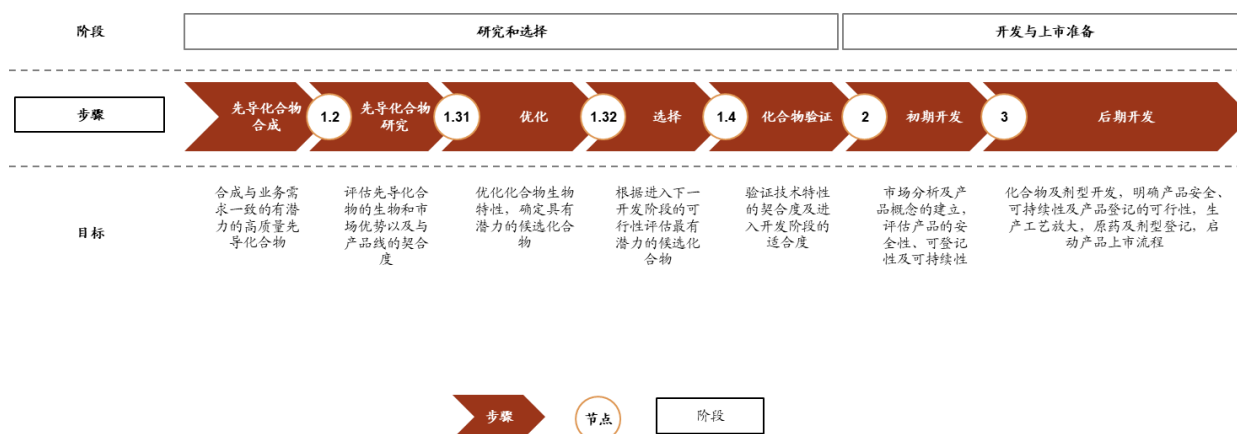 阶段
研究和选择
开发与上市准备
步骤
先导化合物
合成
1.2
先导化合物
研究
1.31
优化
1.32
选择
1.4
化合物验证
2
初期开发
3
后期开发
目标
合成与业务需
求一致的有潜
力的高质量先
导化合物
评估先导化合
物的生物和市
场优势以及与
产品线的契合
度
优化化合物生物
特性，确定具有
潜力的候选化合
物
根据进入下一
开发阶段的可
行性评估最有
潜力的候选化
合物
验证技术特性
的契合度及进
入开发阶段的
适合度
市场分析及产
品概念的建立，
评估产品的安
全性、可登记
性及可持续性
化合物及剂型开发，明确产品安全、
可持续性及产品登记的可行性，生
产工艺放大，原药及剂型登记，启
动产品上市流程
步骤
节点
阶段